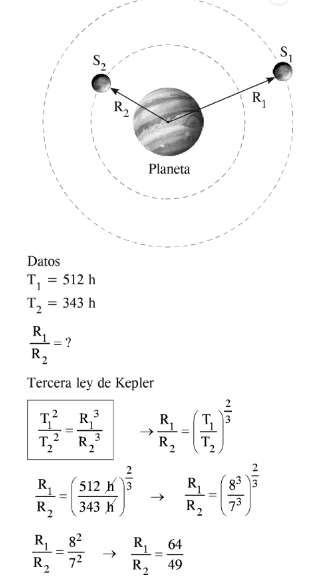 S₂
S₁
R₂
R₁
Planeta
Datos
T₁ = 512 h
T₂ = 343 h
R₁/R₂ = ?
Tercera ley de Kepler
T₁²/T₂² = R₁³/R₂³ → R₁/R₂ = (T₁/T₂)^(2/3)
R₁/R₂ = (512 h/343 h)^(2/3) → R₁/R₂ = (8³/7³)^(2/3)
R₁/R₂ = 8²/7² → R₁/R₂ = 64/49